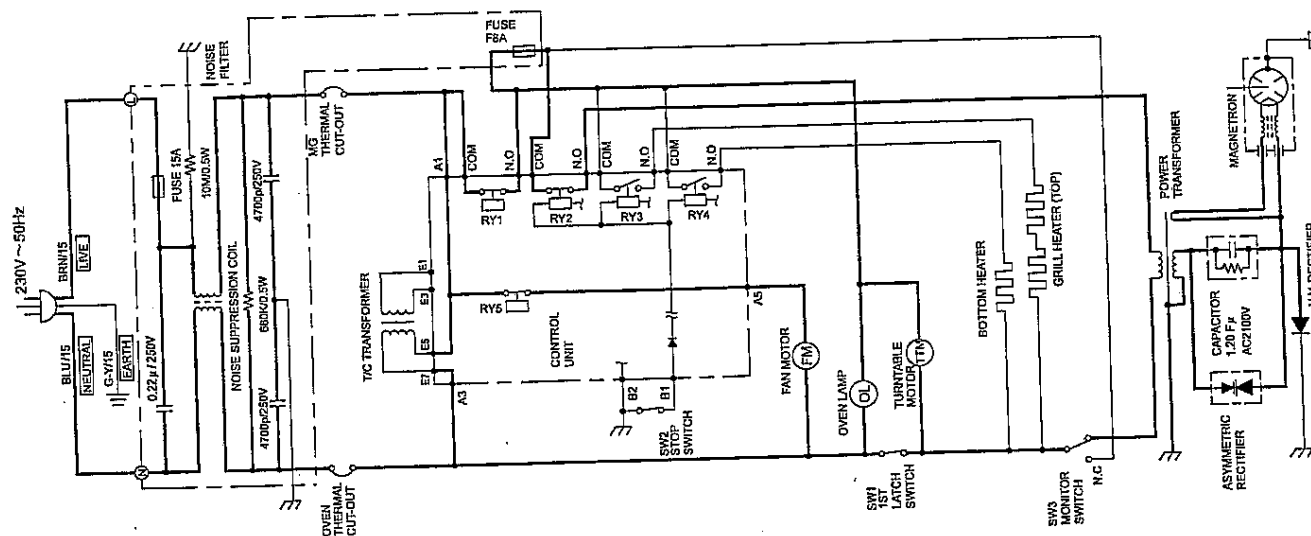 230V~50Hz
BLU/15
BRN/15
NEUTRAL
LIVE
G-Y/15
EARTH
N
L
0.22μ/250V
FUSE 15A
10M/0.5W
NOISE
FILTER
NOISE SUPPRESSION COIL
4700p/250V
680K/0.5W
4700p/250V
OVEN
THERMAL
CUT-OUT
MG
THERMAL
CUT-OUT
FUSE
F8A
A1
COM
N.O
COM
N.O
COM
N.O
COM
N.O
RY1
RY2
RY3
RY4
T/C TRANSFORMER
E1
E3
E5
E7
A3
RY5
A5
CONTROL
UNIT
B2
B1
SW2
STOP
SWITCH
FAN MOTOR
FM
OVEN LAMP
OL
TURNTABLE
MOTOR
TTM
SW1
1ST
LATCH
SWITCH
BOTTOM HEATER
GRILL HEATER (TOP)
SW3
MONITOR
SWITCH
N.C
POWER
TRANSFORMER
MAGNETRON
CAPACITOR
1.20 Fμ
AC2100V
ASYMMETRIC
RECTIFIER